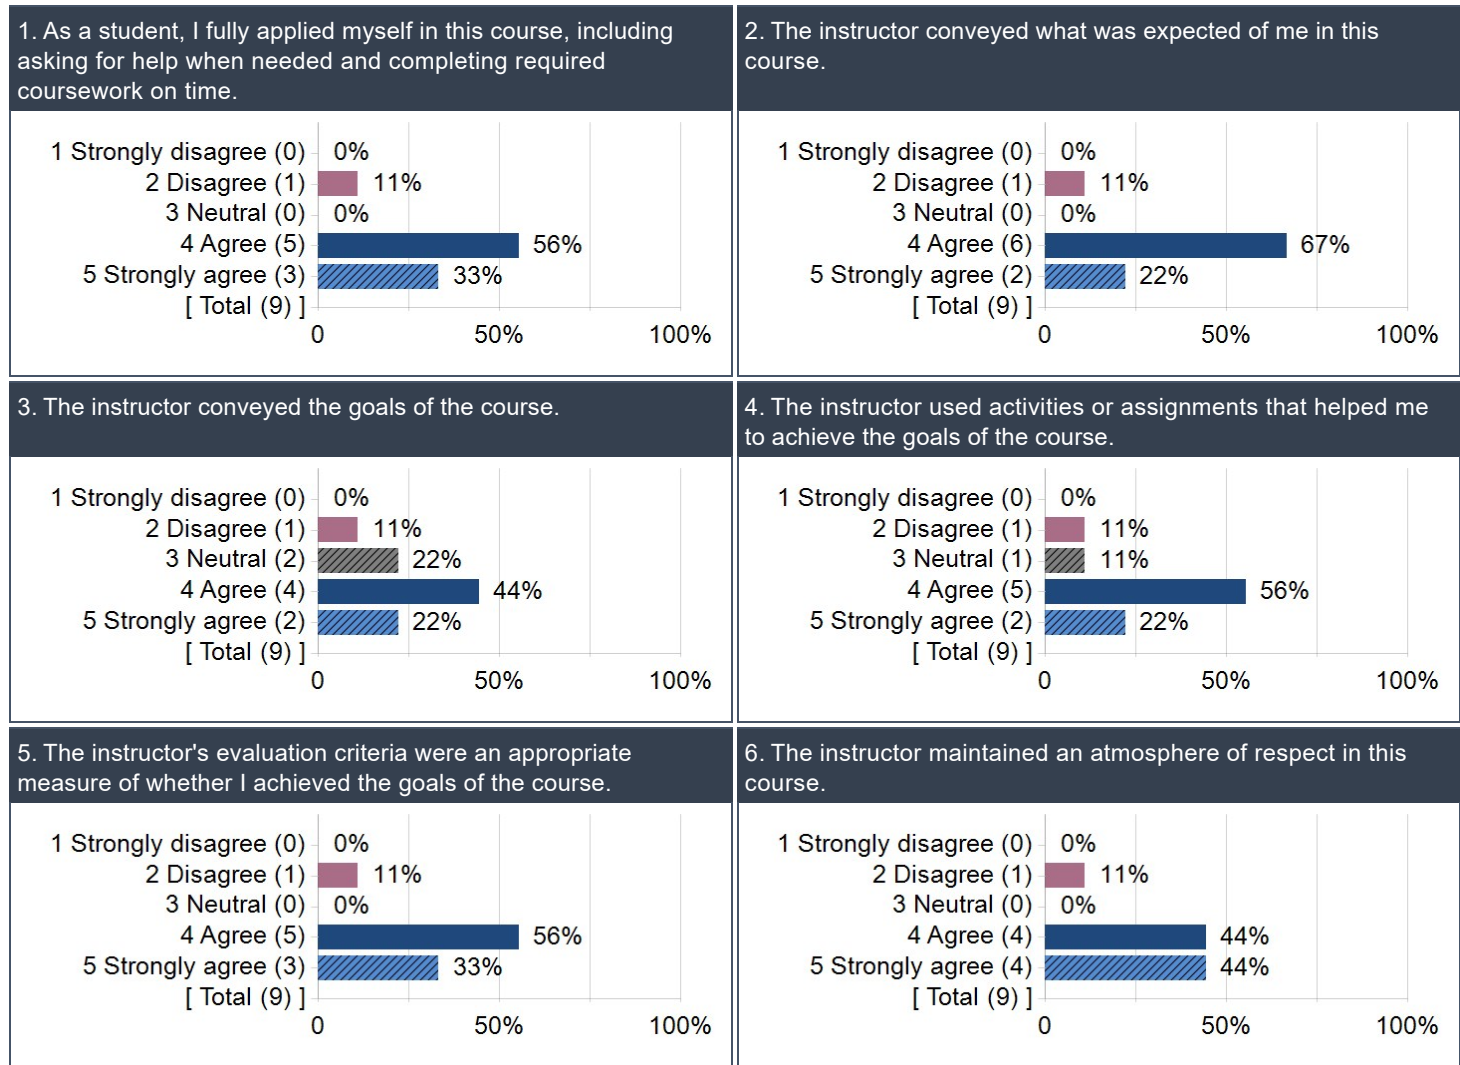 1. As a student, I fully applied myself in this course, including
asking for help when needed and completing required
coursework on time.
1 Strongly disagree (0) 0%
2 Disagree (1) 11%
3 Neutral (0) 0%
4 Agree (5) 56%
5 Strongly agree (3) 33%
[ Total (9) ]
0 50% 100%
2. The instructor conveyed what was expected of me in this
course.
1 Strongly disagree (0) 0%
2 Disagree (1) 11%
3 Neutral (0) 0%
4 Agree (6) 67%
5 Strongly agree (2) 22%
[ Total (9) ]
0 50% 100%
3. The instructor conveyed the goals of the course.
1 Strongly disagree (0) 0%
2 Disagree (1) 11%
3 Neutral (2) 22%
4 Agree (4) 44%
5 Strongly agree (2) 22%
[ Total (9) ]
0 50% 100%
4. The instructor used activities or assignments that helped me
to achieve the goals of the course.
1 Strongly disagree (0) 0%
2 Disagree (1) 11%
3 Neutral (1) 11%
4 Agree (5) 56%
5 Strongly agree (2) 22%
[ Total (9) ]
0 50% 100%
5. The instructor's evaluation criteria were an appropriate
measure of whether I achieved the goals of the course.
1 Strongly disagree (0) 0%
2 Disagree (1) 11%
3 Neutral (0) 0%
4 Agree (5) 56%
5 Strongly agree (3) 33%
[ Total (9) ]
0 50% 100%
6. The instructor maintained an atmosphere of respect in this
course.
1 Strongly disagree (0) 0%
2 Disagree (1) 11%
3 Neutral (0) 0%
4 Agree (4) 44%
5 Strongly agree (4) 44%
[ Total (9) ]
0 50% 100%